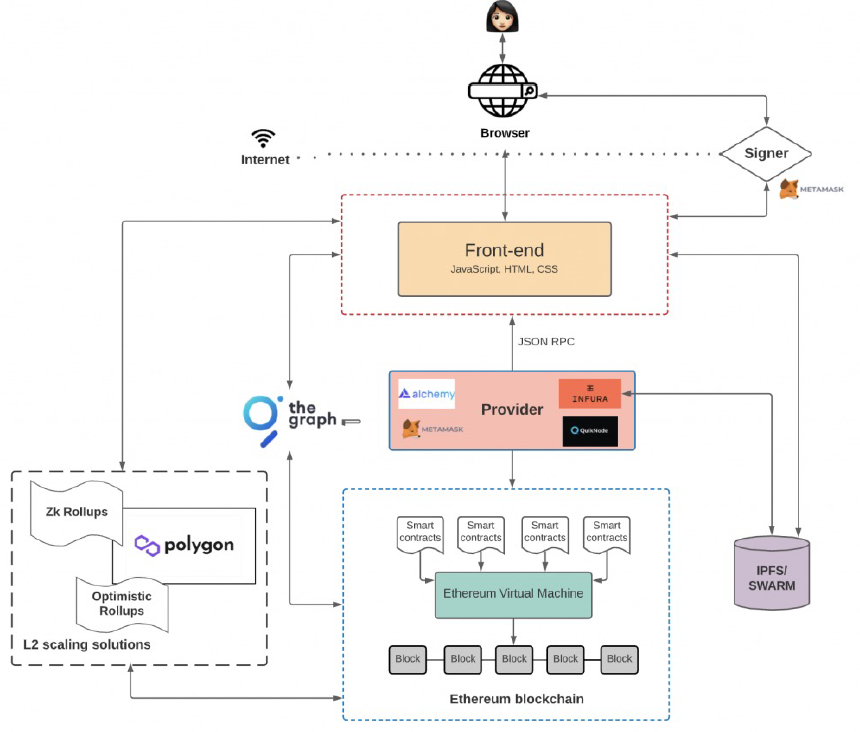 Browser
Internet
Signer
METAMASK
Front-end
JavaScript, HTML, CSS
JSON RPC
alchemy
INFURA
Provider
METAMASK
QuikNode
the
graph
Zk Rollups
polygon
Optimistic
Rollups
L2 scaling solutions
Smart
contracts
Smart
contracts
Smart
contracts
Smart
contracts
Ethereum Virtual Machine
Block
Block
Block
Block
Block
Ethereum blockchain
IPFS/
SWARM